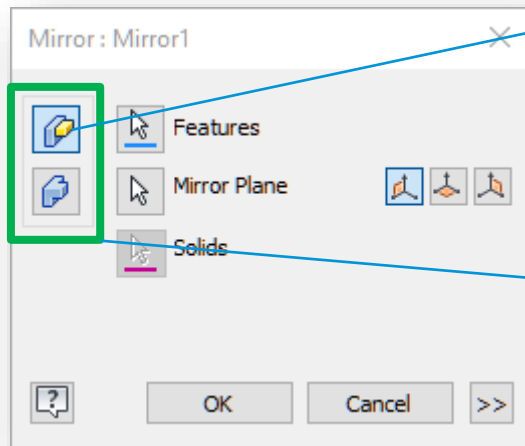 Mirror : Mirror1
Features
Mirror Plane
Solids
?
OK
Cancel
>>